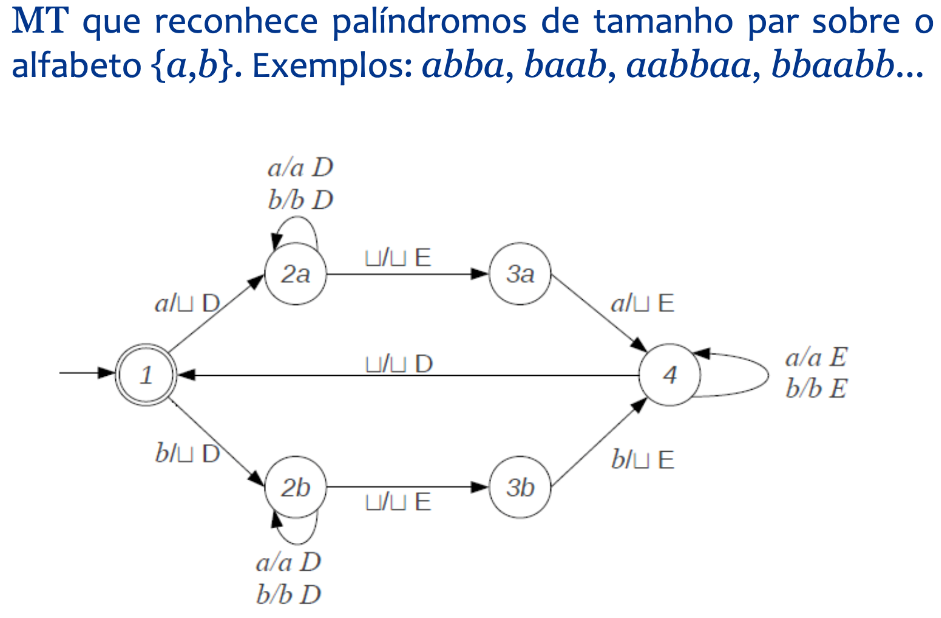 MT que reconhece palíndromos de tamanho par sobre o
alfabeto {a,b}. Exemplos: abba, baab, aabbaa, bbaabb...
a/a D
b/b D
2a
⊔/⊔ E
3a
a/⊔ D
a/⊔ E
1
⊔/⊔ D
4
a/a E
b/b E
b/⊔ D
b/⊔ E
2b
⊔/⊔ E
3b
a/a D
b/b D